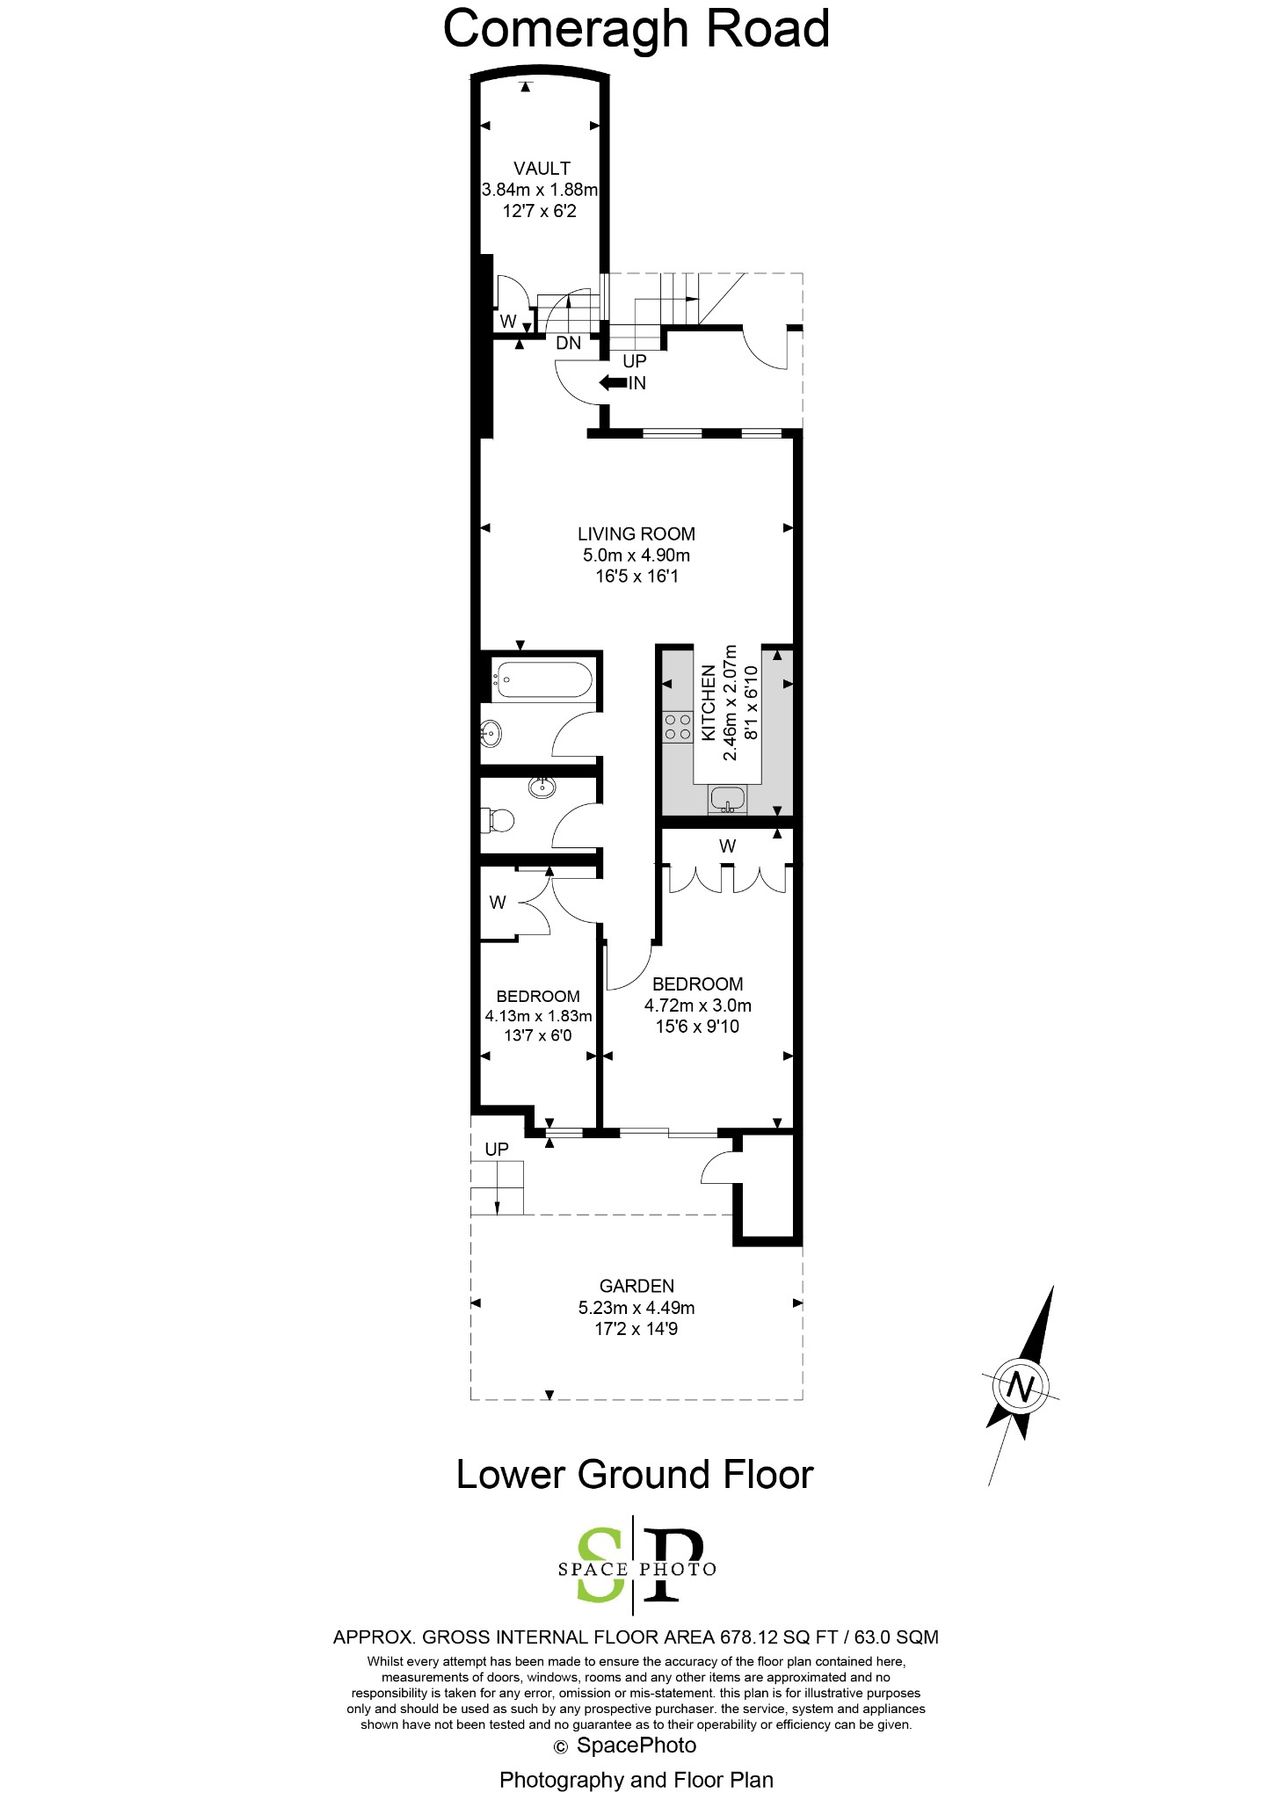 Comeragh Road
VAULT
3.84m x 1.88m
12'7 x 6'2
W
DN
UP
IN
LIVING ROOM
5.0m x 4.90m
16'5 x 16'1
KITCHEN
2.46m x 2.07m
8'1 x 6'10
W
W
BEDROOM
4.72m x 3.0m
15'6 x 9'10
BEDROOM
4.13m x 1.83m
13'7 x 6'0
UP
GARDEN
5.23m x 4.49m
17'2 x 14'9
N
Lower Ground Floor
S P
SPACE PHOTO
APPROX. GROSS INTERNAL FLOOR AREA 678.12 SQ FT / 63.0 SQM
Whilst every attempt has been made to ensure the accuracy of the floor plan contained here,
measurements of doors, windows, rooms and any other items are approximated and no
responsibility is taken for any error, omission or mis-statement. this plan is for illustrative purposes
only and should be used as such by any prospective purchaser. the service, system and appliances
shown have not been tested and no guarantee as to their operability or efficiency can be given.
© SpacePhoto
Photography and Floor Plan